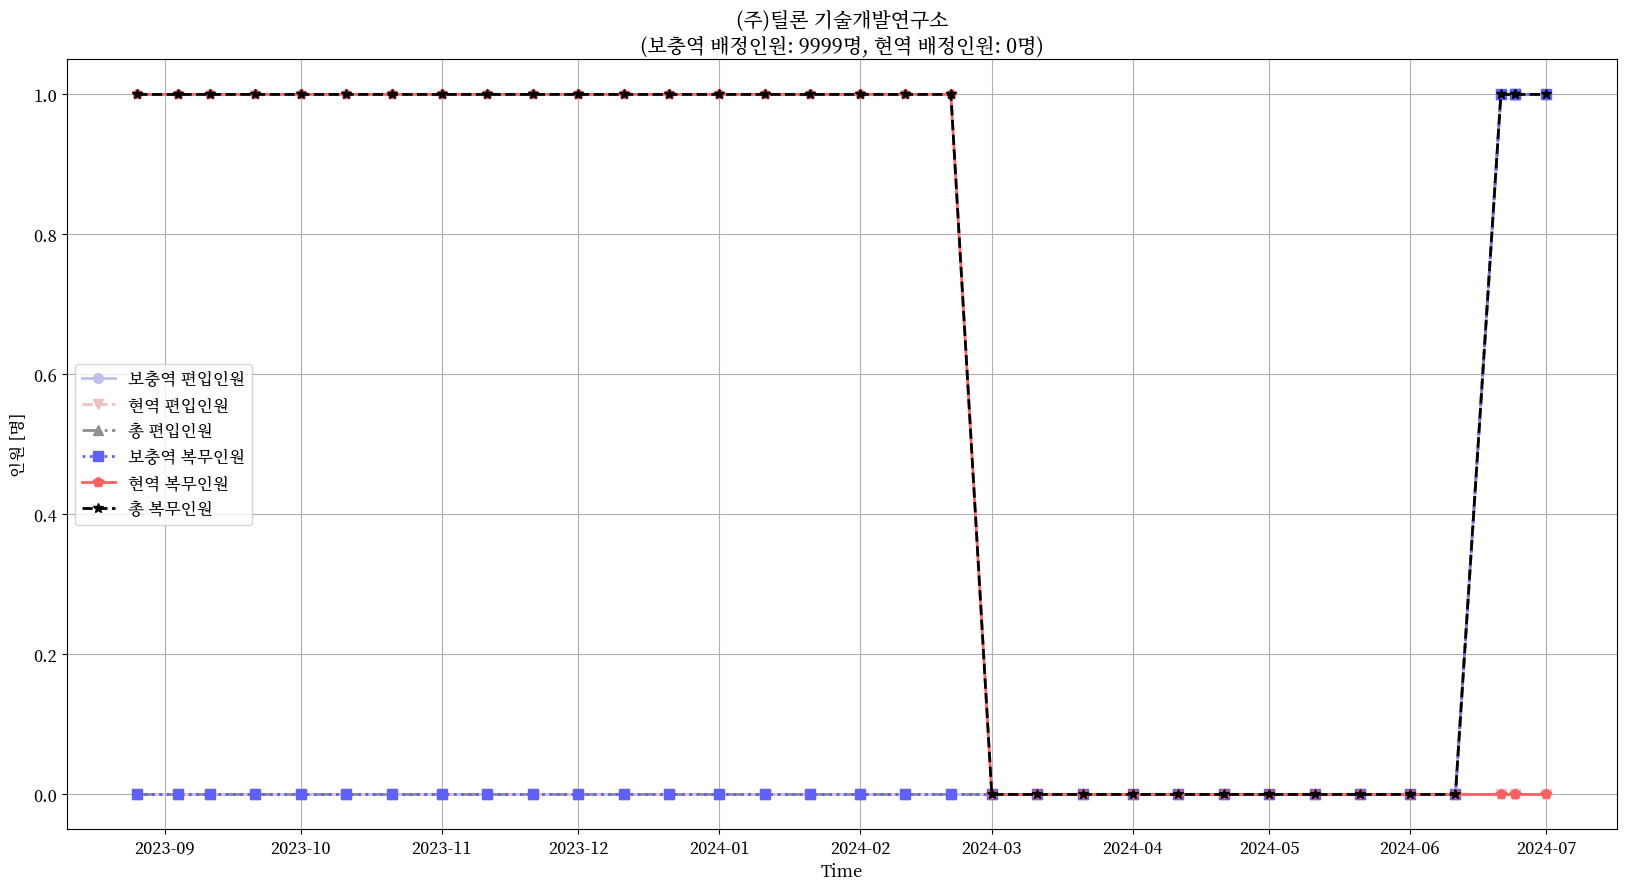 (주)틸론 기술개발연구소
(보충역 배정인원: 9999명, 현역 배정인원: 0명)
1.0
0.8
0.6
0.4
0.2
0.0
인원 [명]
보충역 편입인원
현역 편입인원
총 편입인원
보충역 복무인원
현역 복무인원
총 복무인원
2023-09 2023-10 2023-11 2023-12 2024-01 2024-02 2024-03 2024-04 2024-05 2024-06 2024-07
Time